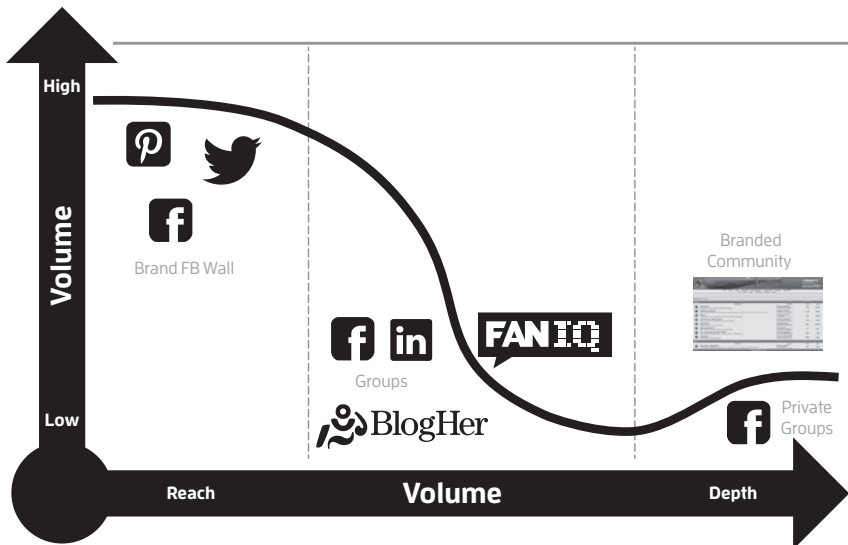 High
Volume
Low
Brand FB Wall
Groups
BlogHer
FAN IQ
Branded
Community
Private
Groups
Reach
Volume
Depth